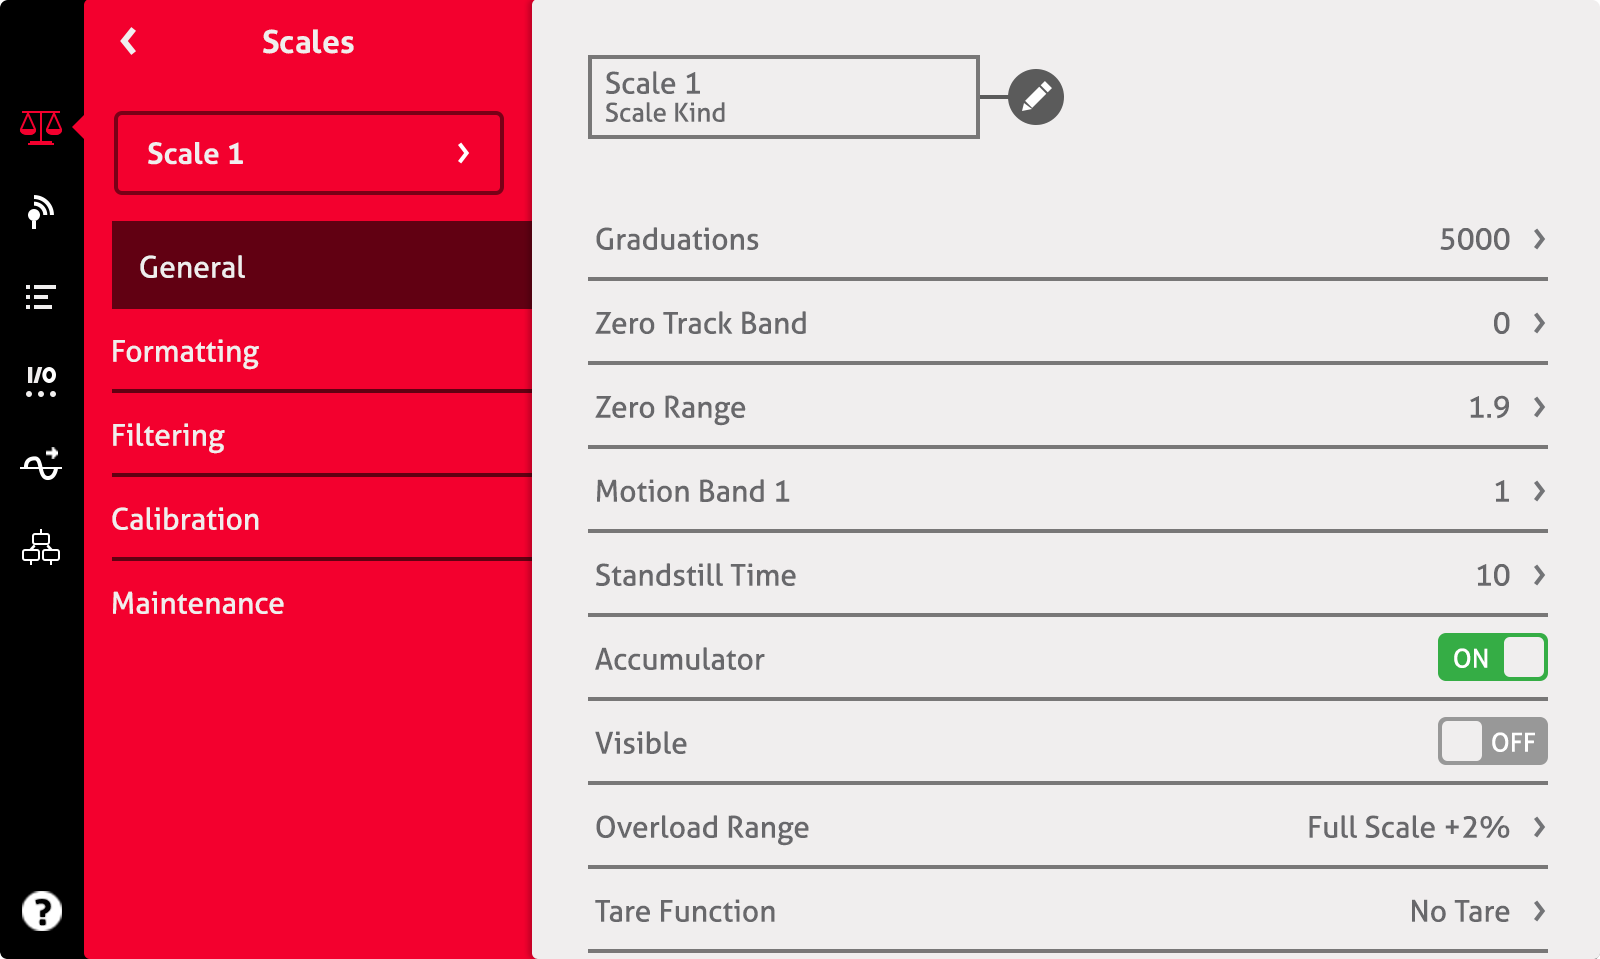 Scales
Scale 1
General
Formatting
Filtering
Calibration
Maintenance
I/O
?
Scale 1
Scale Kind
Graduations 5000
Zero Track Band 0
Zero Range 1.9
Motion Band 1 1
Standstill Time 10
Accumulator ON
Visible OFF
Overload Range Full Scale +2%
Tare Function No Tare